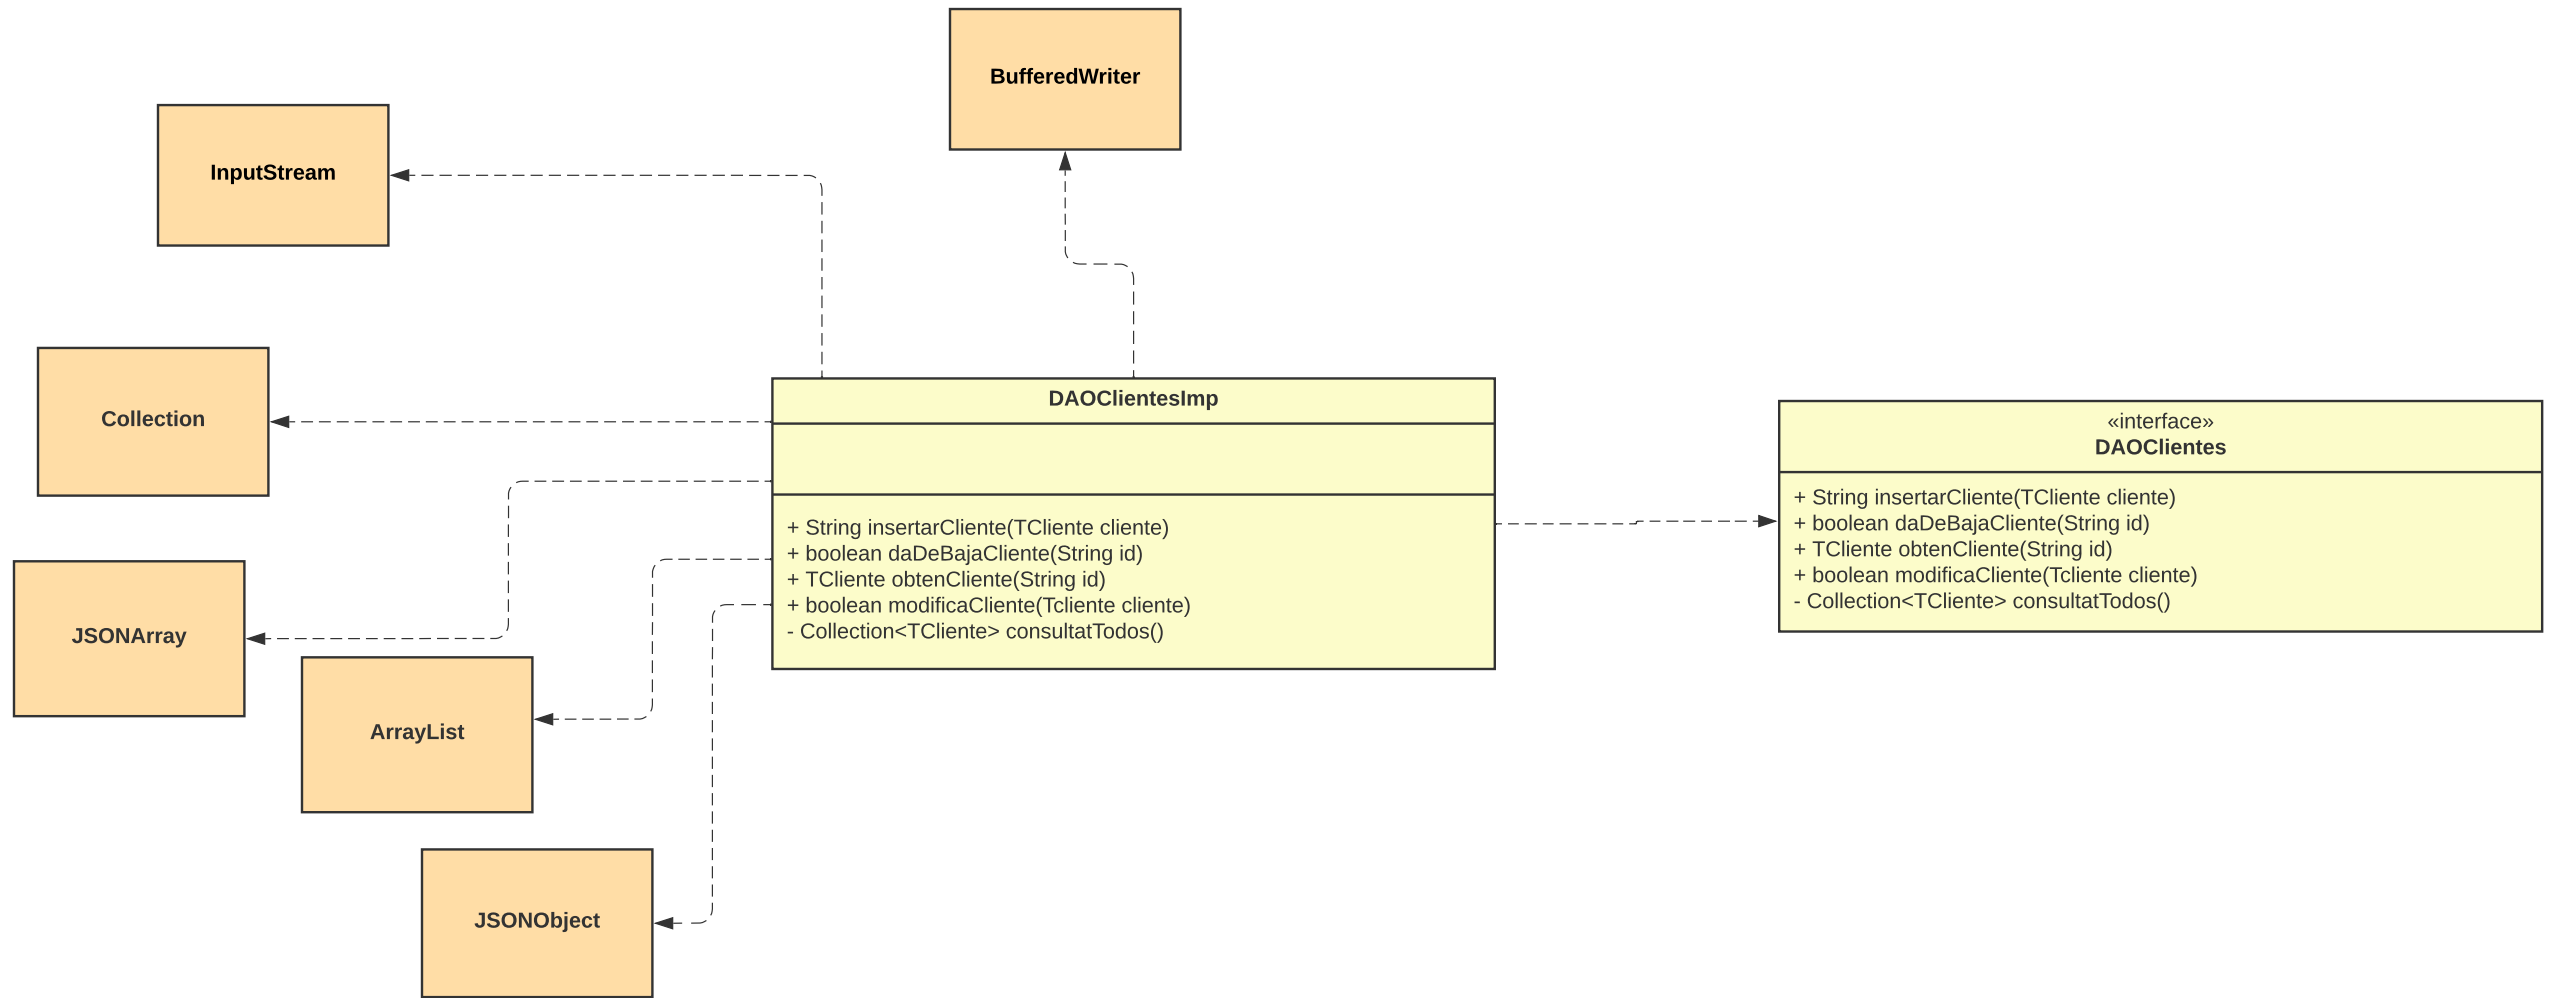 BufferedWriter
InputStream
Collection
JSONArray
ArrayList
JSONObject
DAOClientesImp
+ String insertarCliente(TCliente cliente)
+ boolean daDeBajaCliente(String id)
+ TCliente obtenCliente(String id)
+ boolean modificaCliente(Tcliente cliente)
- Collection<TCliente> consultatTodos()
«interface»
DAOClientes
+ String insertarCliente(TCliente cliente)
+ boolean daDeBajaCliente(String id)
+ TCliente obtenCliente(String id)
+ boolean modificaCliente(Tcliente cliente)
- Collection<TCliente> consultatTodos()